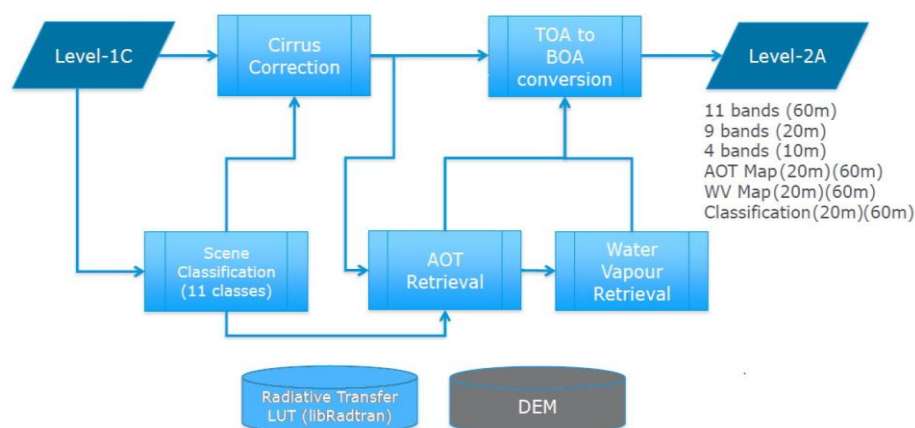 Level-1C
Cirrus
Correction
TOA to
BOA
conversion
Level-2A
11 bands (60m)
9 bands (20m)
4 bands (10m)
AOT Map(20m)(60m)
WV Map(20m)(60m)
Classification(20m)(60m)
Scene
Classification
(11 classes)
AOT
Retrieval
Water
Vapour
Retrieval
Radiative Transfer
LUT (libRadtran)
DEM